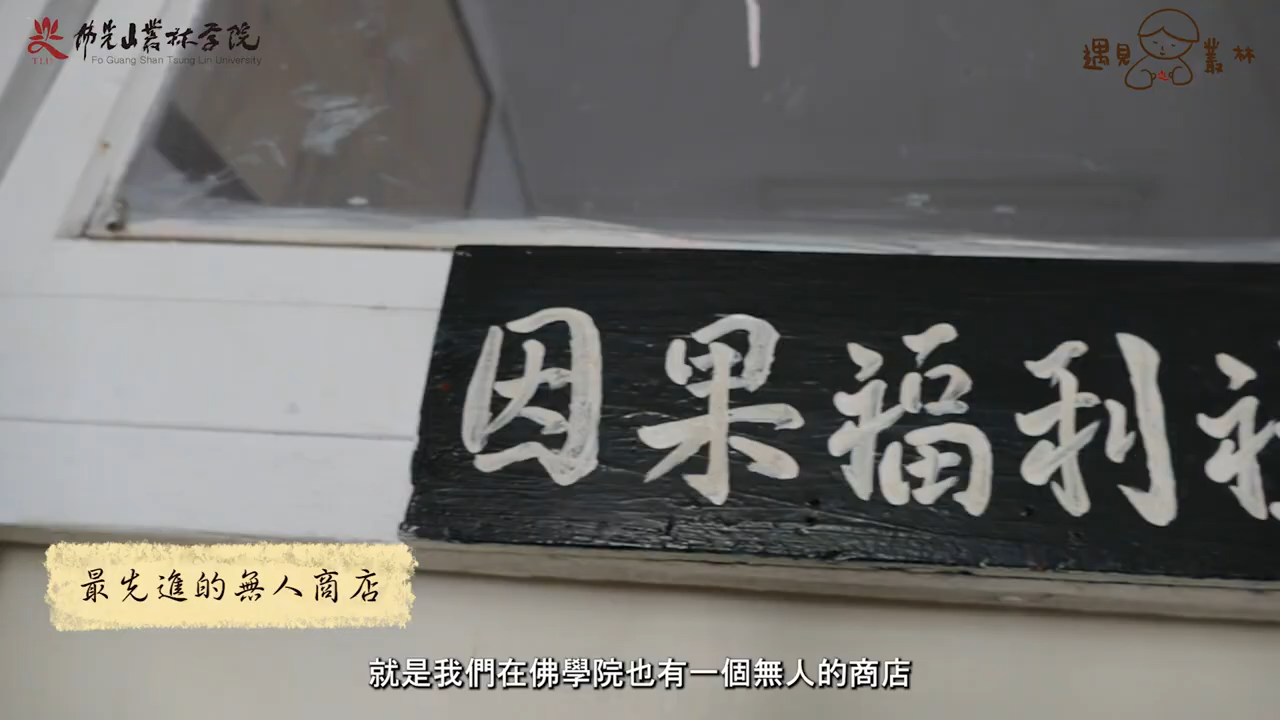 佛光山叢林学院
TLU
Fo Guang Shan Tsung Lin University
遇見叢林
因果福利
最先進的無人商店
就是我們在佛學院也有一個無人的商店